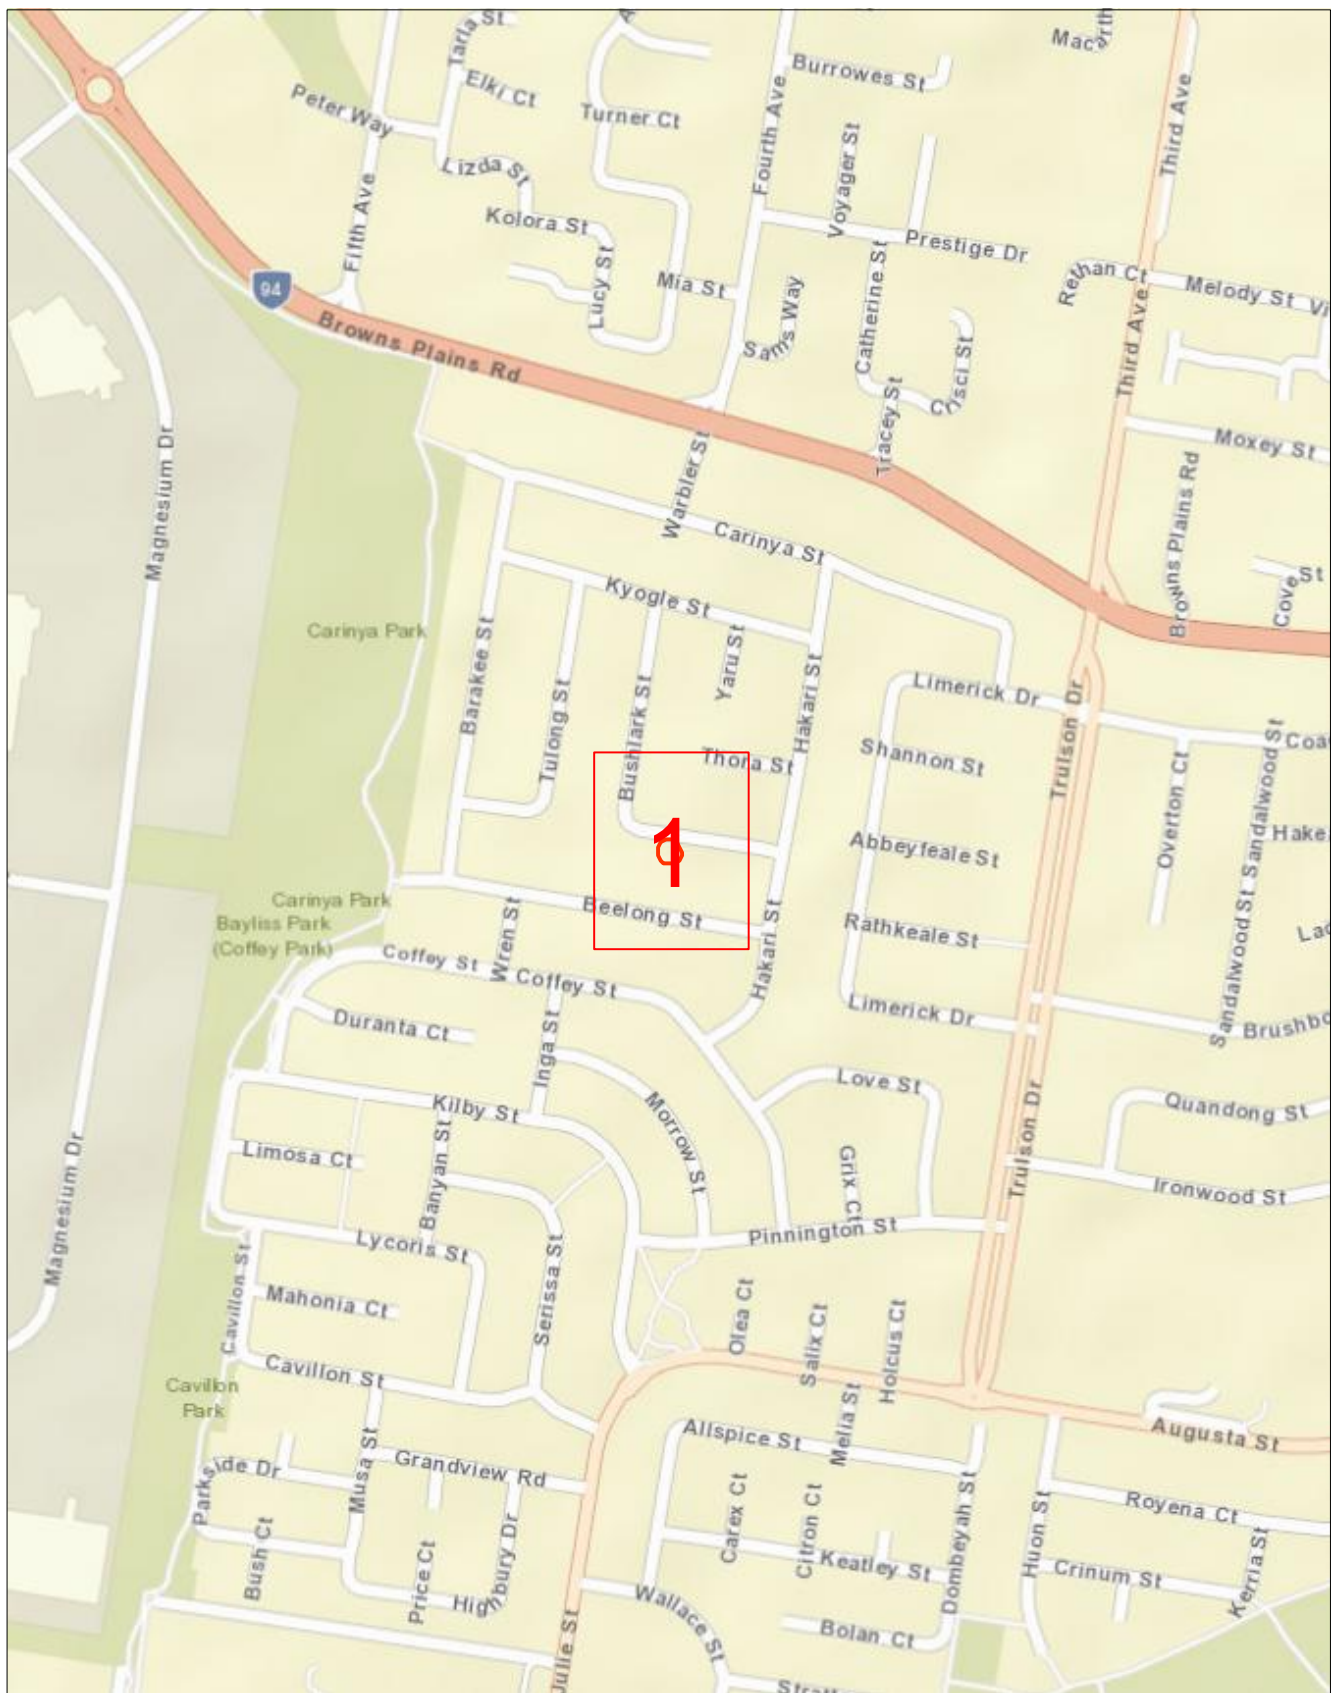 Taria St
Burrowes St
Macarth
Elki Ct
Peter Way
Turner Ct
Fourth Ave
Third Ave
Voyager St
Lizda St
Kolora St
Fifth Ave
Prestige Dr
Lucy St
Mia St
Catherine St
Rethan Ct
Melody St
Vi
94
Sams Way
Browns Plains Rd
Crisci St
Third Ave
Tracey St
Moxey St
Magnesium Dr
Warbler St
Carinya St
Browns Plains Rd
Cove St
Kyogle St
Carinya Park
Yaru St
Barakee St
Tulong St
Bushlark St
Hakari St
Limerick Dr
Trulson Dr
Thora St
Shannon St
Coa
Sandalwood St
Overton Ct
1
Abbeyfeale St
Hake
Carinya Park
Bayliss Park
(Coffey Park)
Beelong St
Wren St
Rathkeale St
Lac
Coffey St
Coffey St
Hakari St
Sandalwood St
Limerick Dr
Duranta Ct
Inga St
Brushbo
Love St
Kilby St
Morrow St
Quandong St
Trulson Dr
Limosa Ct
Banyan St
Grix Ct
Ironwood St
Magnesium Dr
Lycoris St
Pinnington St
Cavillon St
Serissa St
Mahonia Ct
Olea Ct
Salix Ct
Holcus Ct
Cavillon St
Cavillon
Park
Melia St
Allspice St
Augusta St
Parkside Dr
Musa St
Grandview Rd
Carex Ct
Citron Ct
Dombeyah St
Huon St
Royena Ct
Bush Ct
Price Ct
Highbury Dr
Keatley St
Crinum St
Kerria St
Wallace St
Julie St
Bolan Ct